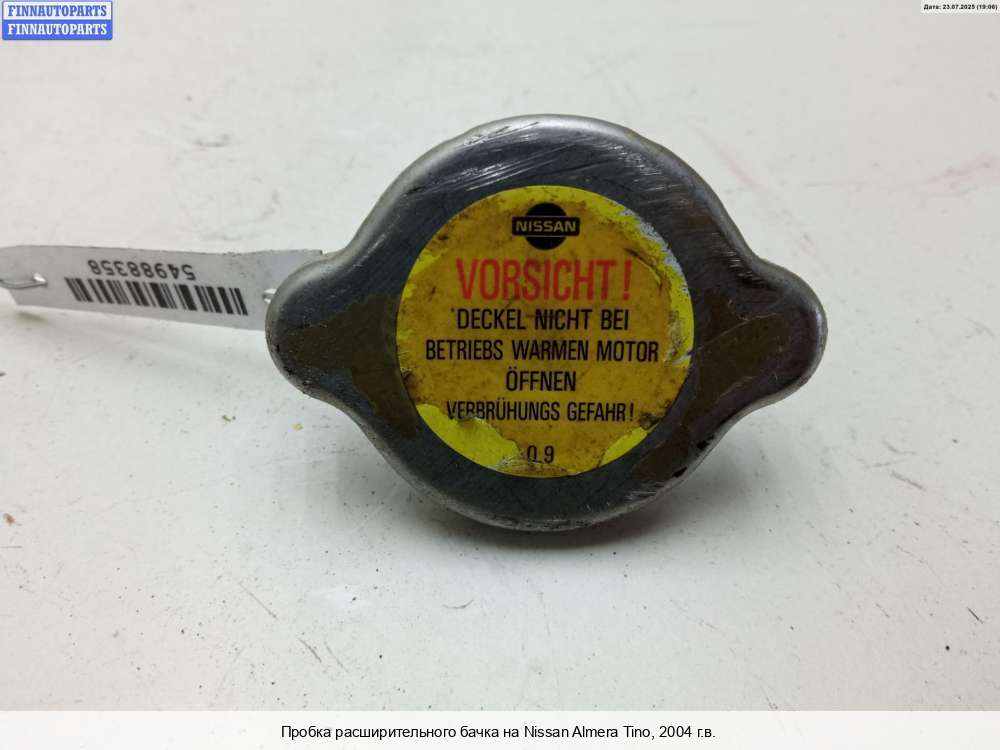 FINNAUTOPARTS
FINNAUTOPARTS
Дата: 23.07.2025 (19:06)
54988358
NISSAN
VORSICHT!
DECKEL NICHT BEI
BETRIEBS WARMEN MOTOR
ÖFFNEN
VERBRÜHUNGS GEFAHR!
0.9
Пробка расширительного бачка на Nissan Almera Tino, 2004 г.в.